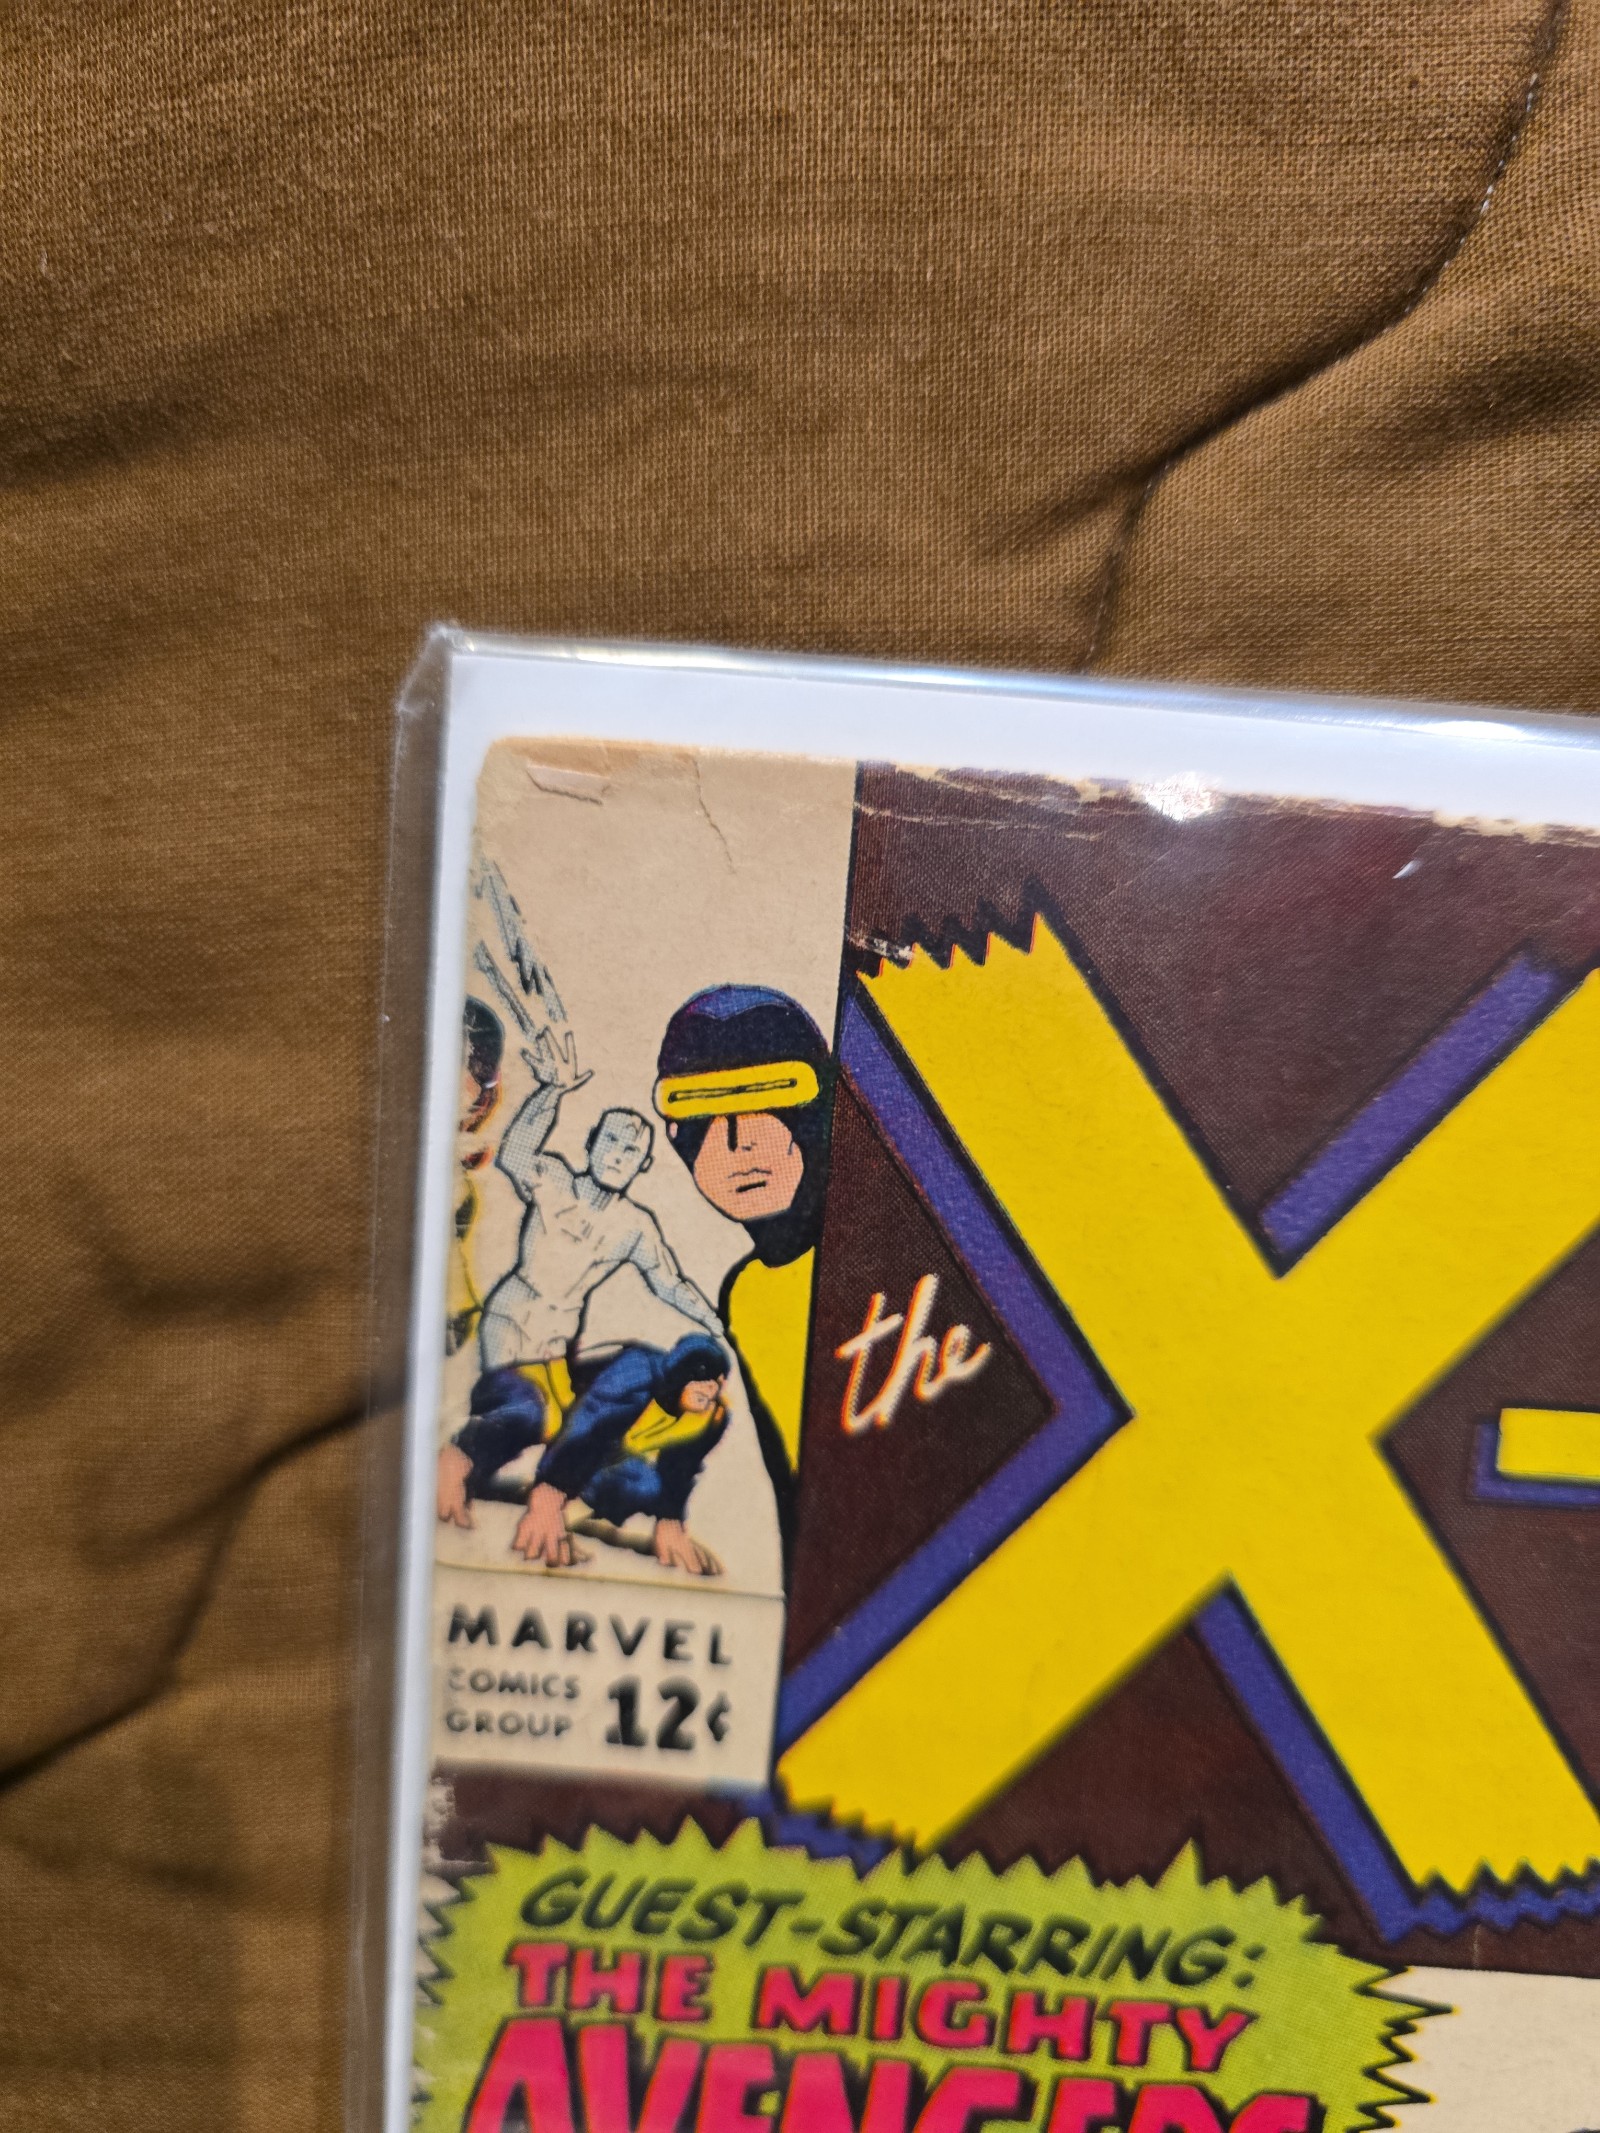 the X-
MARVEL
COMICS
GROUP 12¢
GUEST-STARRING:
THE MIGHTY
AVENGERS